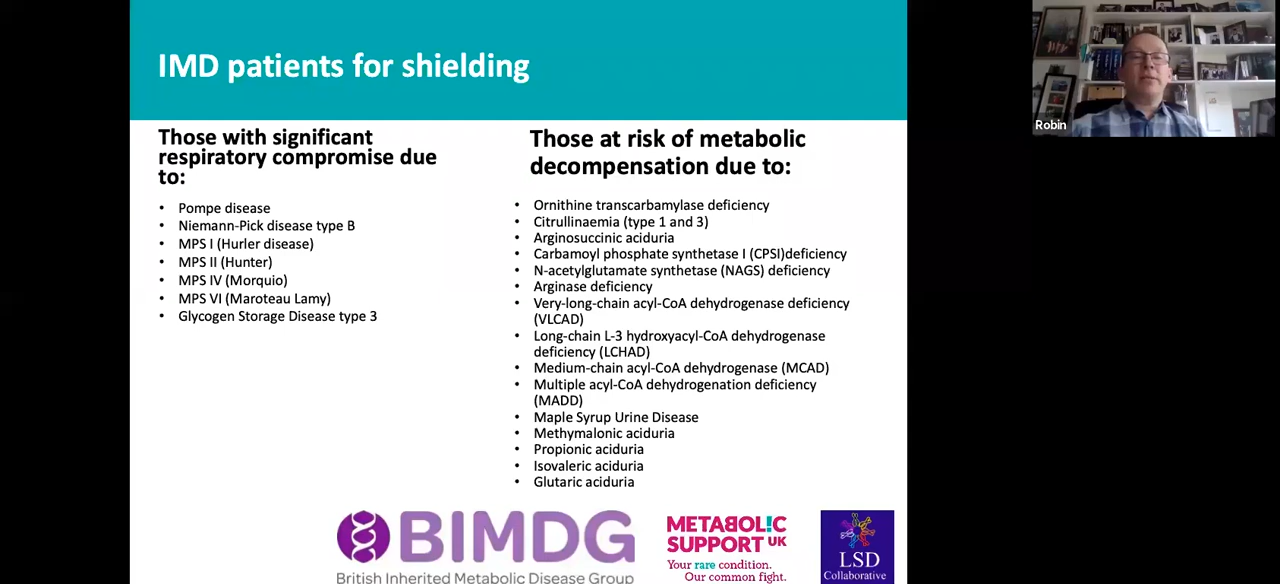 IMD patients for shielding
Robin
Those with significant
respiratory compromise due
to:
• Pompe disease
• Niemann-Pick disease type B
• MPS I (Hurler disease)
• MPS II (Hunter)
• MPS IV (Morquio)
• MPS VI (Maroteau Lamy)
• Glycogen Storage Disease type 3
Those at risk of metabolic
decompensation due to:
• Ornithine transcarbamylase deficiency
• Citrullinaemia (type 1 and 3)
• Arginosuccinic aciduria
• Carbamoyl phosphate synthetase I (CPSI)deficiency
• N-acetylglutamate synthetase (NAGS) deficiency
• Arginase deficiency
• Very-long-chain acyl-CoA dehydrogenase deficiency
(VLCAD)
• Long-chain L-3 hydroxyacyl-CoA dehydrogenase
deficiency (LCHAD)
• Medium-chain acyl-CoA dehydrogenase (MCAD)
• Multiple acyl-CoA dehydrogenation deficiency
(MADD)
• Maple Syrup Urine Disease
• Methymalonic aciduria
• Propionic aciduria
• Isovaleric aciduria
• Glutaric aciduria
BIMDG
British Inherited Metabolic Disease Group
METABOL!C
SUPPORT UK
Your rare condition.
Our common fight.
LSD
Collaborative